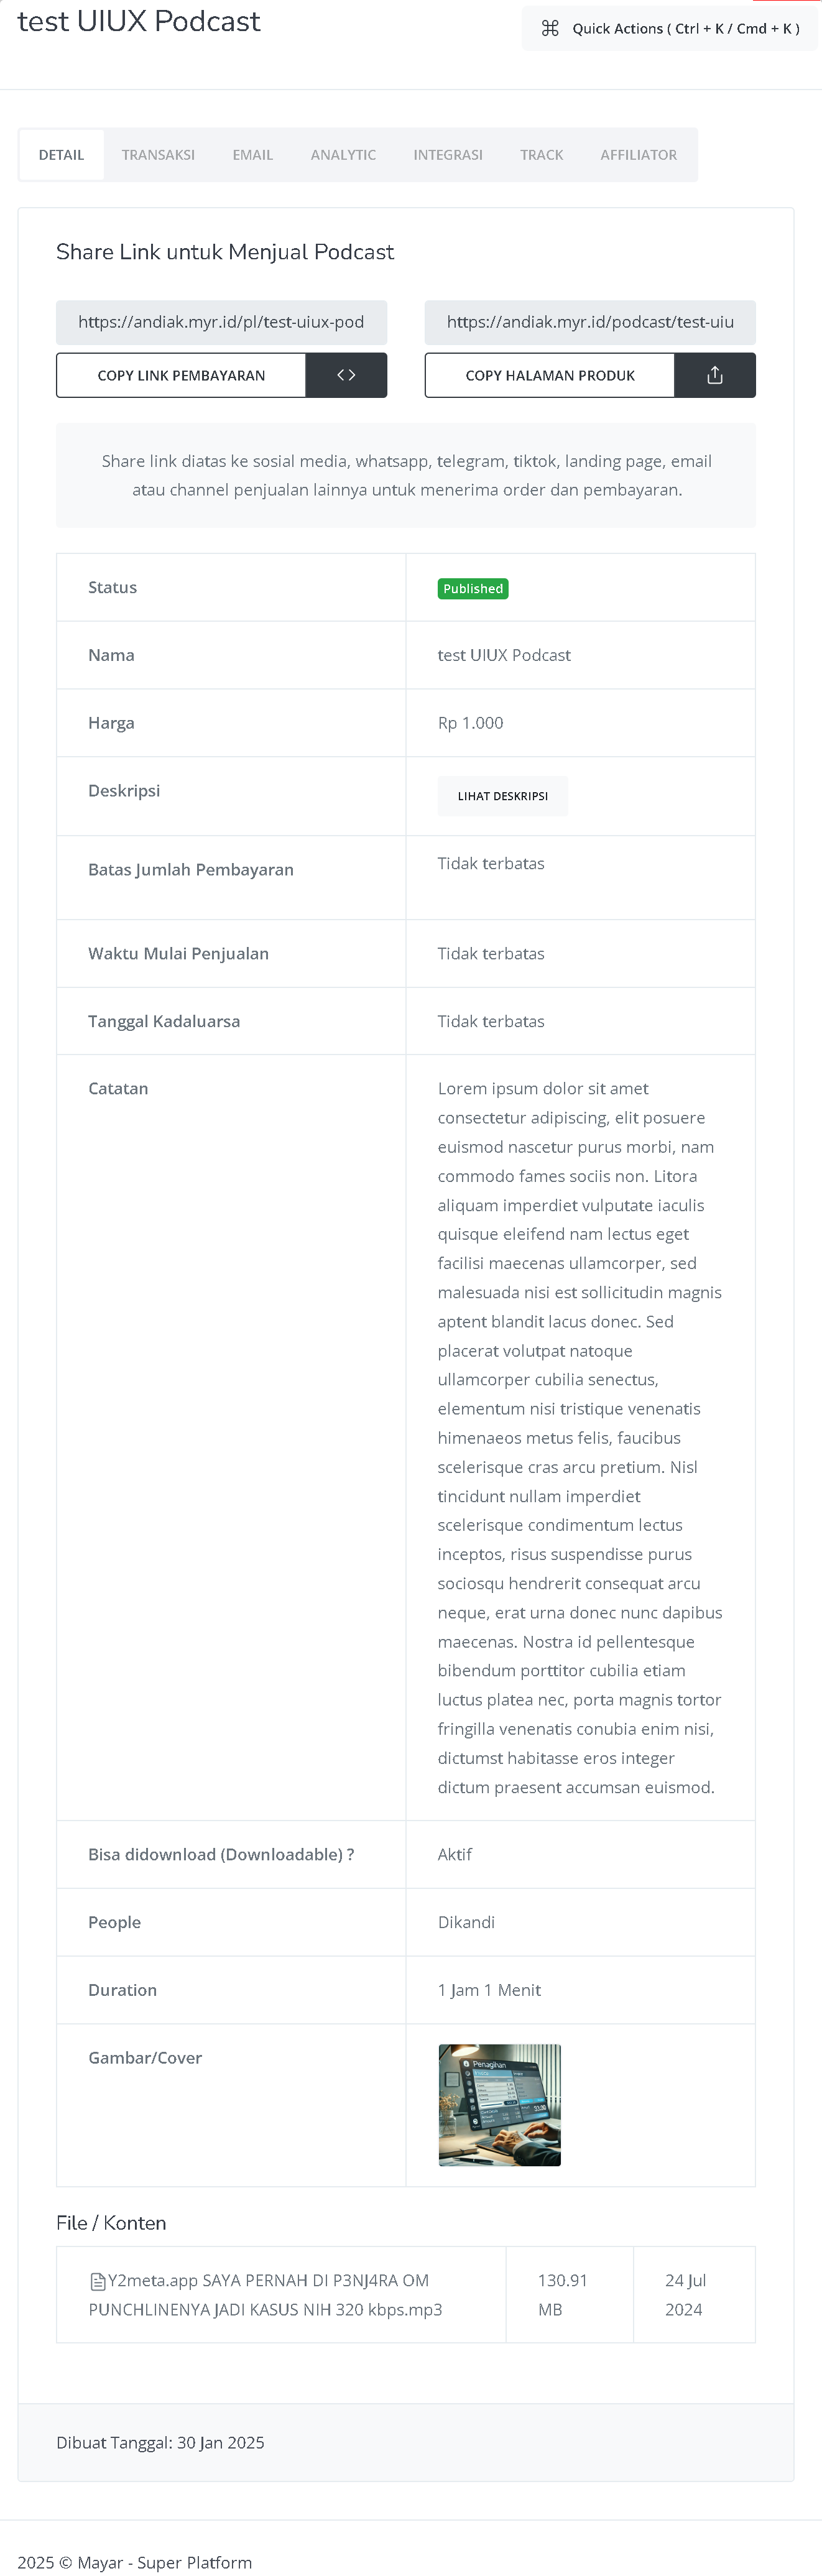 test UIUX Podcast
Quick Actions ( Ctrl + K / Cmd + K )
DETAIL
TRANSAKSI
EMAIL
ANALYTIC
INTEGRASI
TRACK
AFFILIATOR
Share Link untuk Menjual Podcast
https://andiak.myr.id/pl/test-uiux-pod
https://andiak.myr.id/podcast/test-uiu
COPY LINK PEMBAYARAN
COPY HALAMAN PRODUK
Share link diatas ke sosial media, whatsapp, telegram, tiktok, landing page, email
atau channel penjualan lainnya untuk menerima order dan pembayaran.
Status
Published
Nama
test UIUX Podcast
Harga
Rp 1.000
Deskripsi
LIHAT DESKRIPSI
Batas Jumlah Pembayaran
Tidak terbatas
Waktu Mulai Penjualan
Tidak terbatas
Tanggal Kadaluarsa
Tidak terbatas
Catatan
Lorem ipsum dolor sit amet
consectetur adipiscing, elit posuere
euismod nascetur purus morbi, nam
commodo fames sociis non. Litora
aliquam imperdiet vulputate iaculis
quisque eleifend nam lectus eget
facilisi maecenas ullamcorper, sed
malesuada nisi est sollicitudin magnis
aptent blandit lacus donec. Sed
placerat volutpat natoque
ullamcorper cubilia senectus,
elementum nisi tristique venenatis
himenaeos metus felis, faucibus
scelerisque cras arcu pretium. Nisl
tincidunt nullam imperdiet
scelerisque condimentum lectus
inceptos, risus suspendisse purus
sociosqu hendrerit consequat arcu
neque, erat urna donec nunc dapibus
maecenas. Nostra id pellentesque
bibendum porttitor cubilia etiam
luctus platea nec, porta magnis tortor
fringilla venenatis conubia enim nisi,
dictumst habitasse eros integer
dictum praesent accumsan euismod.
Bisa didownload (Downloadable) ?
Aktif
People
Dikandi
Duration
1 Jam 1 Menit
Gambar/Cover
Penagihan
File / Konten
Y2meta.app SAYA PERNAH DI P3NJ4RA OM
PUNCHLINENYA JADI KASUS NIH 320 kbps.mp3
130.91
MB
24 Jul
2024
Dibuat Tanggal: 30 Jan 2025
2025 © Mayar - Super Platform